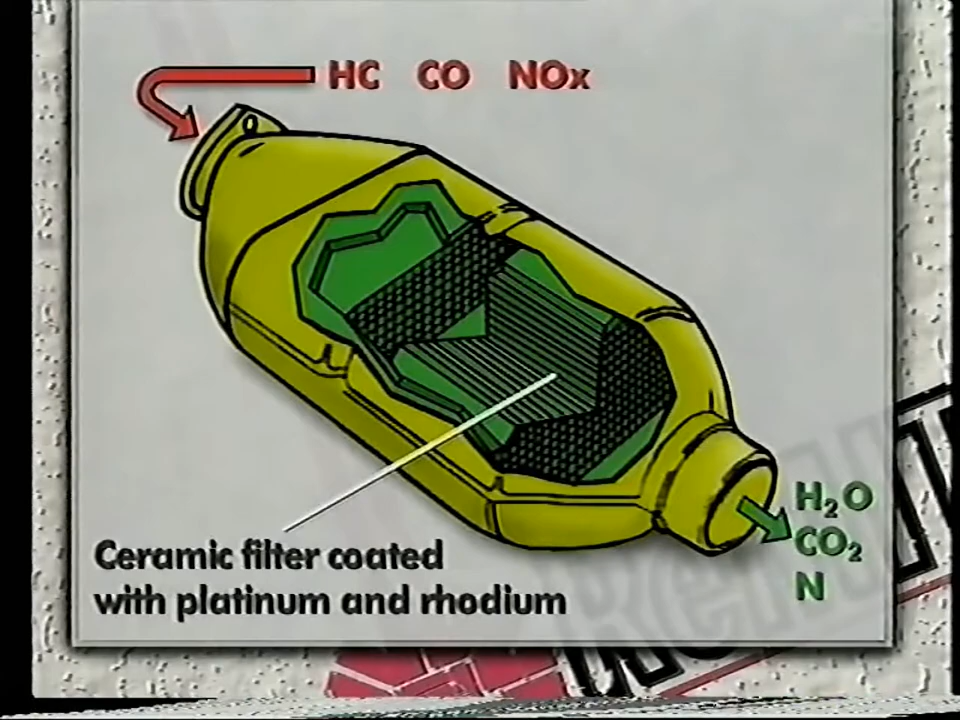 HC CO NOx
H₂O
CO₂
N
Ceramic filter coated
with platinum and rhodium